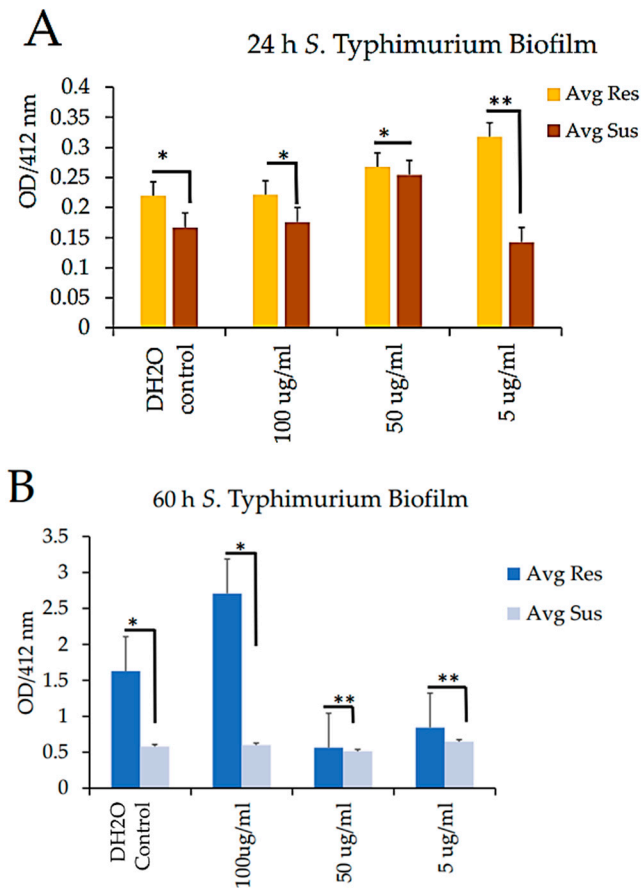 A
24 h S. Typhimurium Biofilm
OD/412 nm
0.4
0.35
0.3
0.25
0.2
0.15
0.1
0.05
0
*
*
*
**
Avg Res
Avg Sus
DH2O
control
100 ug/ml
50 ug/ml
5 ug/ml
B
60 h S. Typhimurium Biofilm
OD/412 nm
3.5
3
2.5
2
1.5
1
0.5
0
*
*
**
**
Avg Res
Avg Sus
DH2O
Control
100ug/ml
50 ug/ml
5 ug/ml